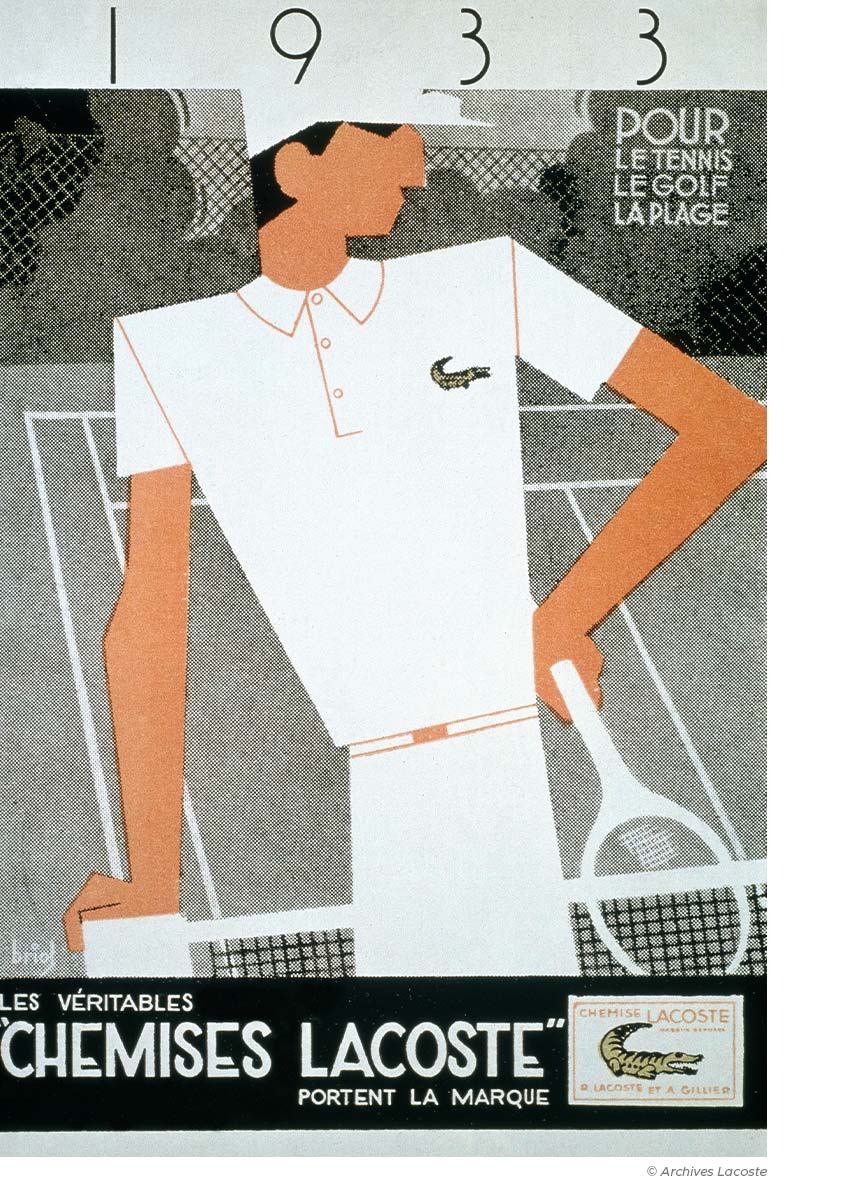 1933
POUR
LE TENNIS
LE GOLF
LA PLAGE
LES VÉRITABLES
"CHEMISES LACOSTE"
PORTENT LA MARQUE
CHEMISE LACOSTE
R. LACOSTE ET A. GILLIER
© Archives Lacoste